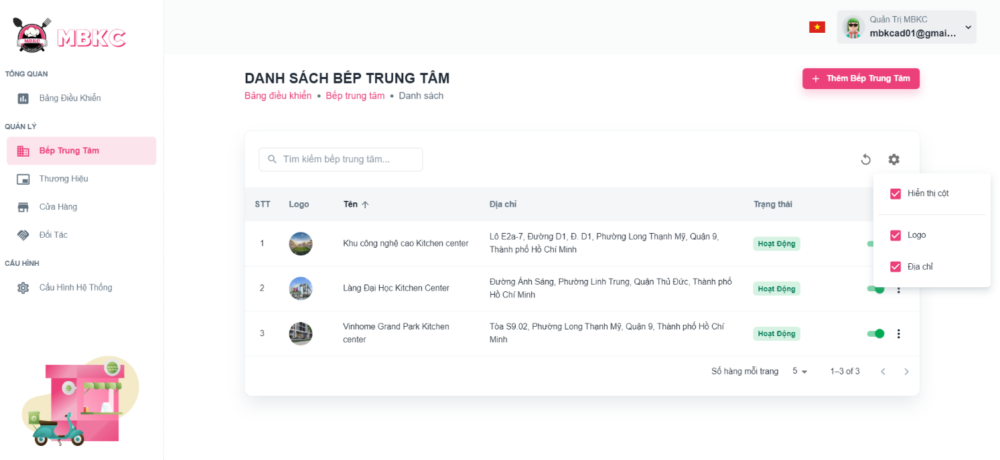 MBKC
MBKC
Quản Trị MBKC
mbkcad01@gmai...
TỔNG QUAN
Bảng Điều Khiển
QUẢN LÝ
Bếp Trung Tâm
Thương Hiệu
Cửa Hàng
Đối Tác
CẤU HÌNH
Cấu Hình Hệ Thống
DANH SÁCH BẾP TRUNG TÂM
Bảng điều khiển • Bếp trung tâm • Danh sách
+ Thêm Bếp Trung Tâm
Tìm kiếm bếp trung tâm...
Hiển thị cột
Logo
Địa chỉ
STT Logo Tên ↑ Địa chỉ Trạng thái
1 Khu công nghệ cao Kitchen center Lô E2a-7, Đường D1, Đ. D1, Phường Long Thạnh Mỹ, Quận 9,
Thành phố Hồ Chí Minh Hoạt Động
2 Làng Đại Học Kitchen Center Đường Ánh Sáng, Phường Linh Trung, Quận Thủ Đức, Thành phố
Hồ Chí Minh Hoạt Động
3 Vinhome Grand Park Kitchen
center Tòa S9.02, Phường Long Thạnh Mỹ, Quận 9, Thành phố Hồ Chí
Minh Hoạt Động
Số hàng mỗi trang 5 1–3 of 3